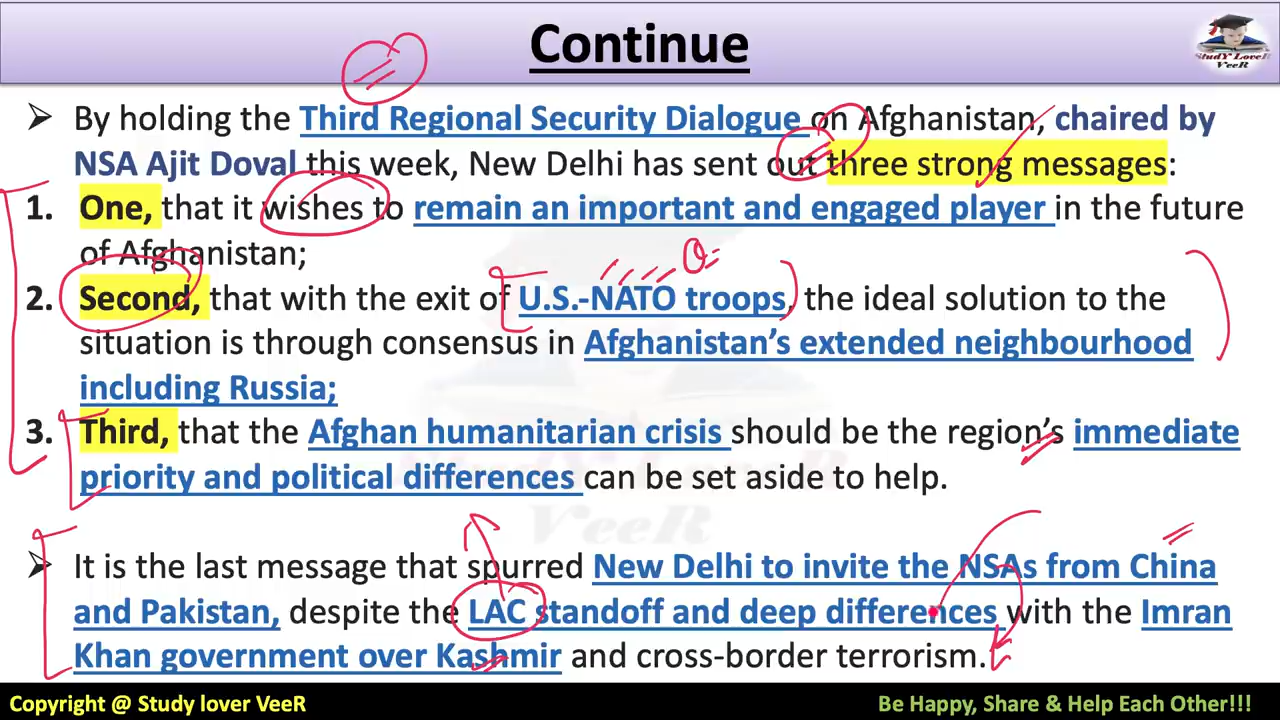 Continue
StudY LoveR
VeeR
➢ By holding the Third Regional Security Dialogue on Afghanistan, chaired by
NSA Ajit Doval this week, New Delhi has sent out three strong messages:
1. One, that it wishes to remain an important and engaged player in the future
of Afghanistan;
2. Second, that with the exit of U.S.-NATO troops, the ideal solution to the
situation is through consensus in Afghanistan’s extended neighbourhood
including Russia;
3. Third, that the Afghan humanitarian crisis should be the region’s immediate
priority and political differences can be set aside to help.
VeeR
➢ It is the last message that spurred New Delhi to invite the NSAs from China
and Pakistan, despite the LAC standoff and deep differences with the Imran
Khan government over Kashmir and cross-border terrorism.
Copyright @ Study lover VeeR
Be Happy, Share & Help Each Other!!!